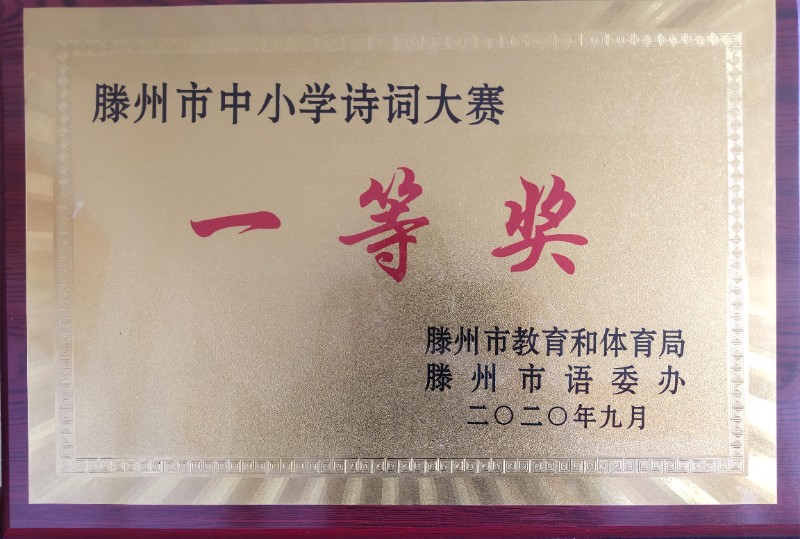 滕州市中小学诗词大赛
一等奖
滕州市教育和体育局
滕州市语委办
二〇二〇年九月